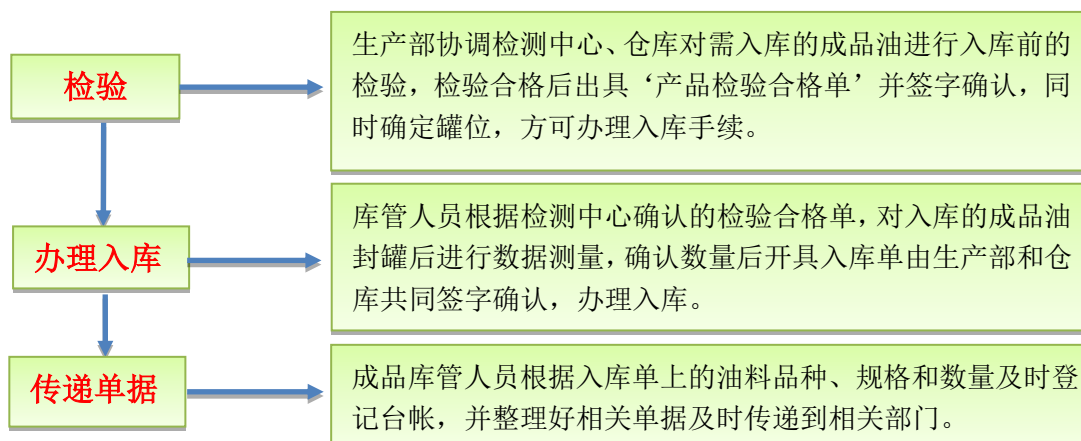 检验
生产部协调检测中心、仓库对需入库的成品油进行入库前的
检验，检验合格后出具‘产品检验合格单’并签字确认，同
时确定罐位，方可办理入库手续。
办理入库
库管人员根据检测中心确认的检验合格单，对入库的成品油
封罐后进行数据测量，确认数量后开具入库单由生产部和仓
库共同签字确认，办理入库。
传递单据
成品库管人员根据入库单上的油料品种、规格和数量及时登
记台帐，并整理好相关单据及时传递到相关部门。